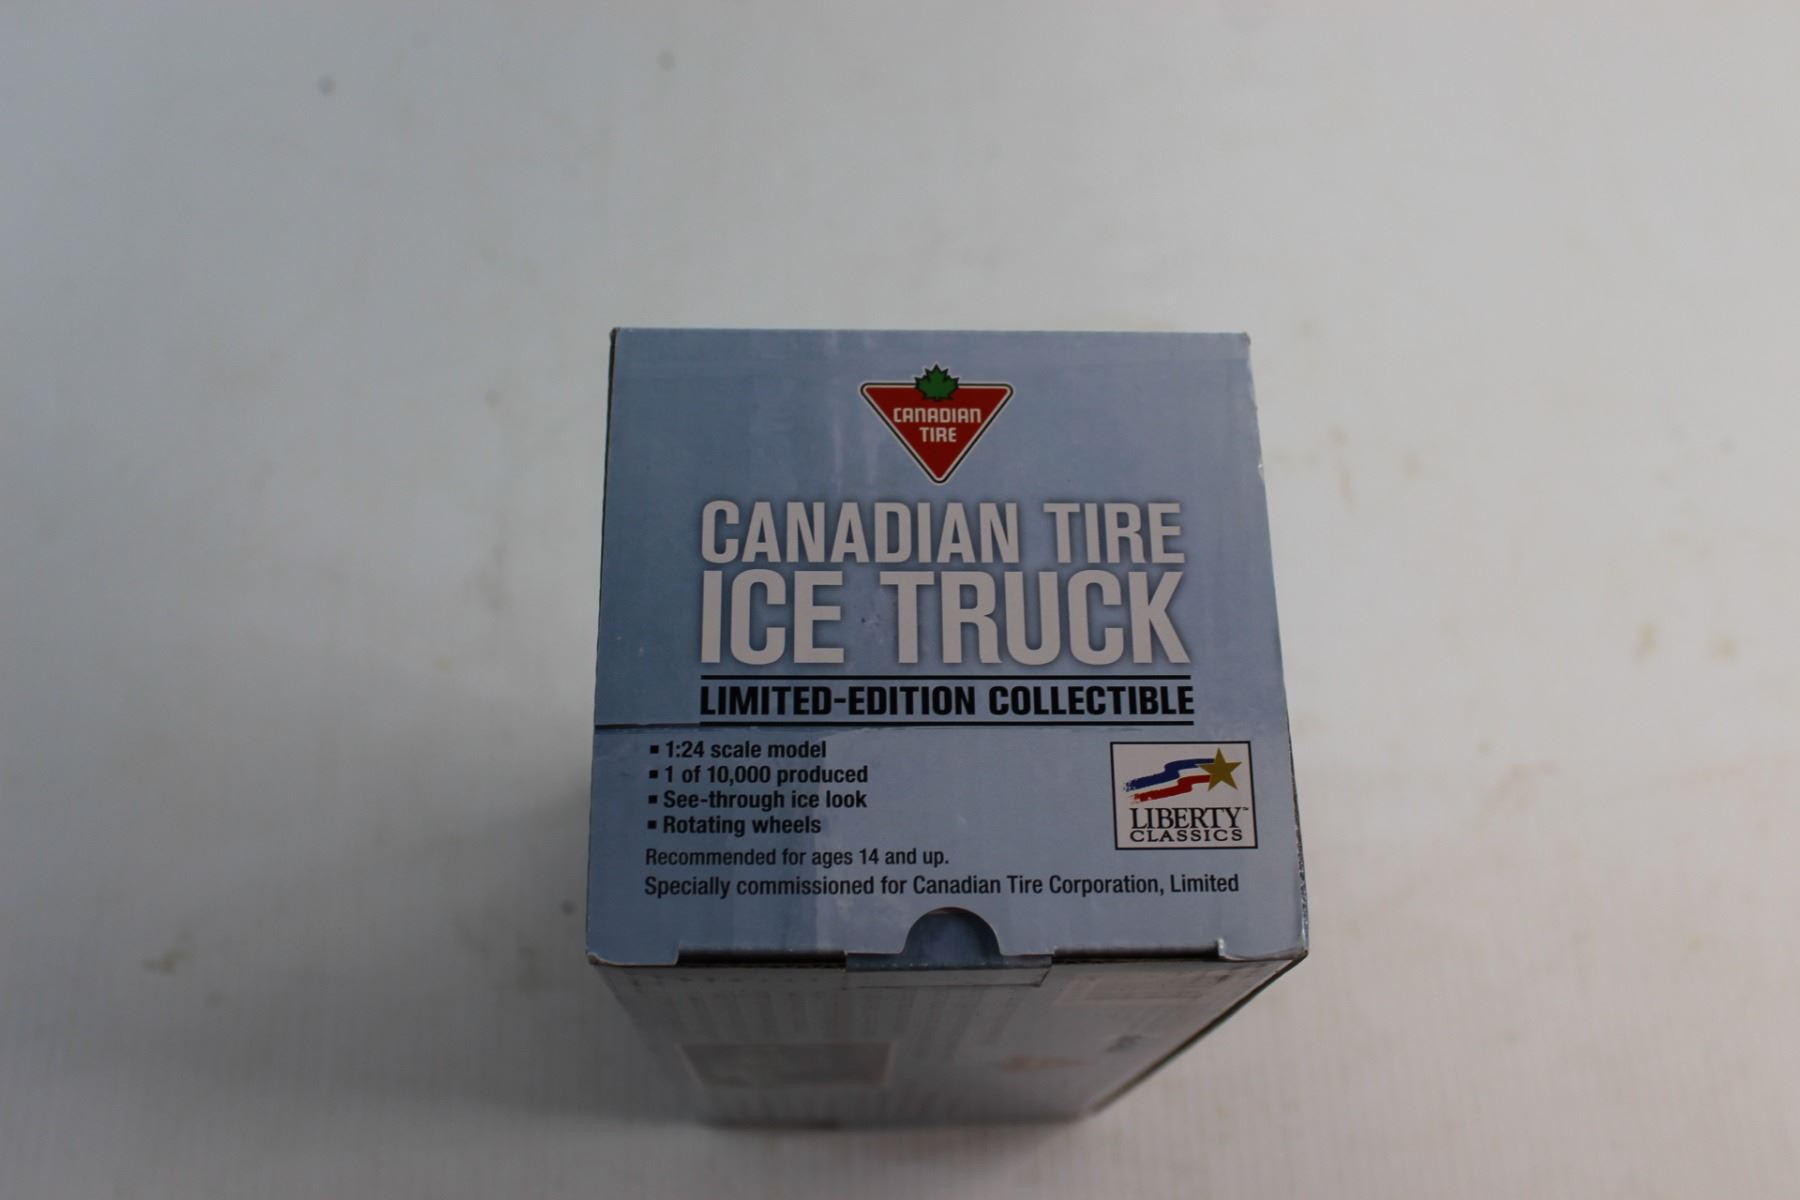 CANADIAN
TIRE
CANADIAN TIRE
ICE TRUCK
LIMITED-EDITION COLLECTIBLE
▪ 1:24 scale model
▪ 1 of 10,000 produced
▪ See-through ice look
▪ Rotating wheels
Recommended for ages 14 and up.
Specially commissioned for Canadian Tire Corporation, Limited
LIBERTY™
CLASSICS